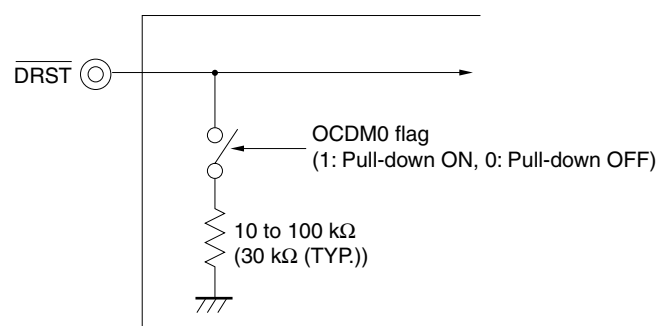 DRST
OCDM0 flag
(1: Pull-down ON, 0: Pull-down OFF)
10 to 100 kΩ
(30 kΩ (TYP.))